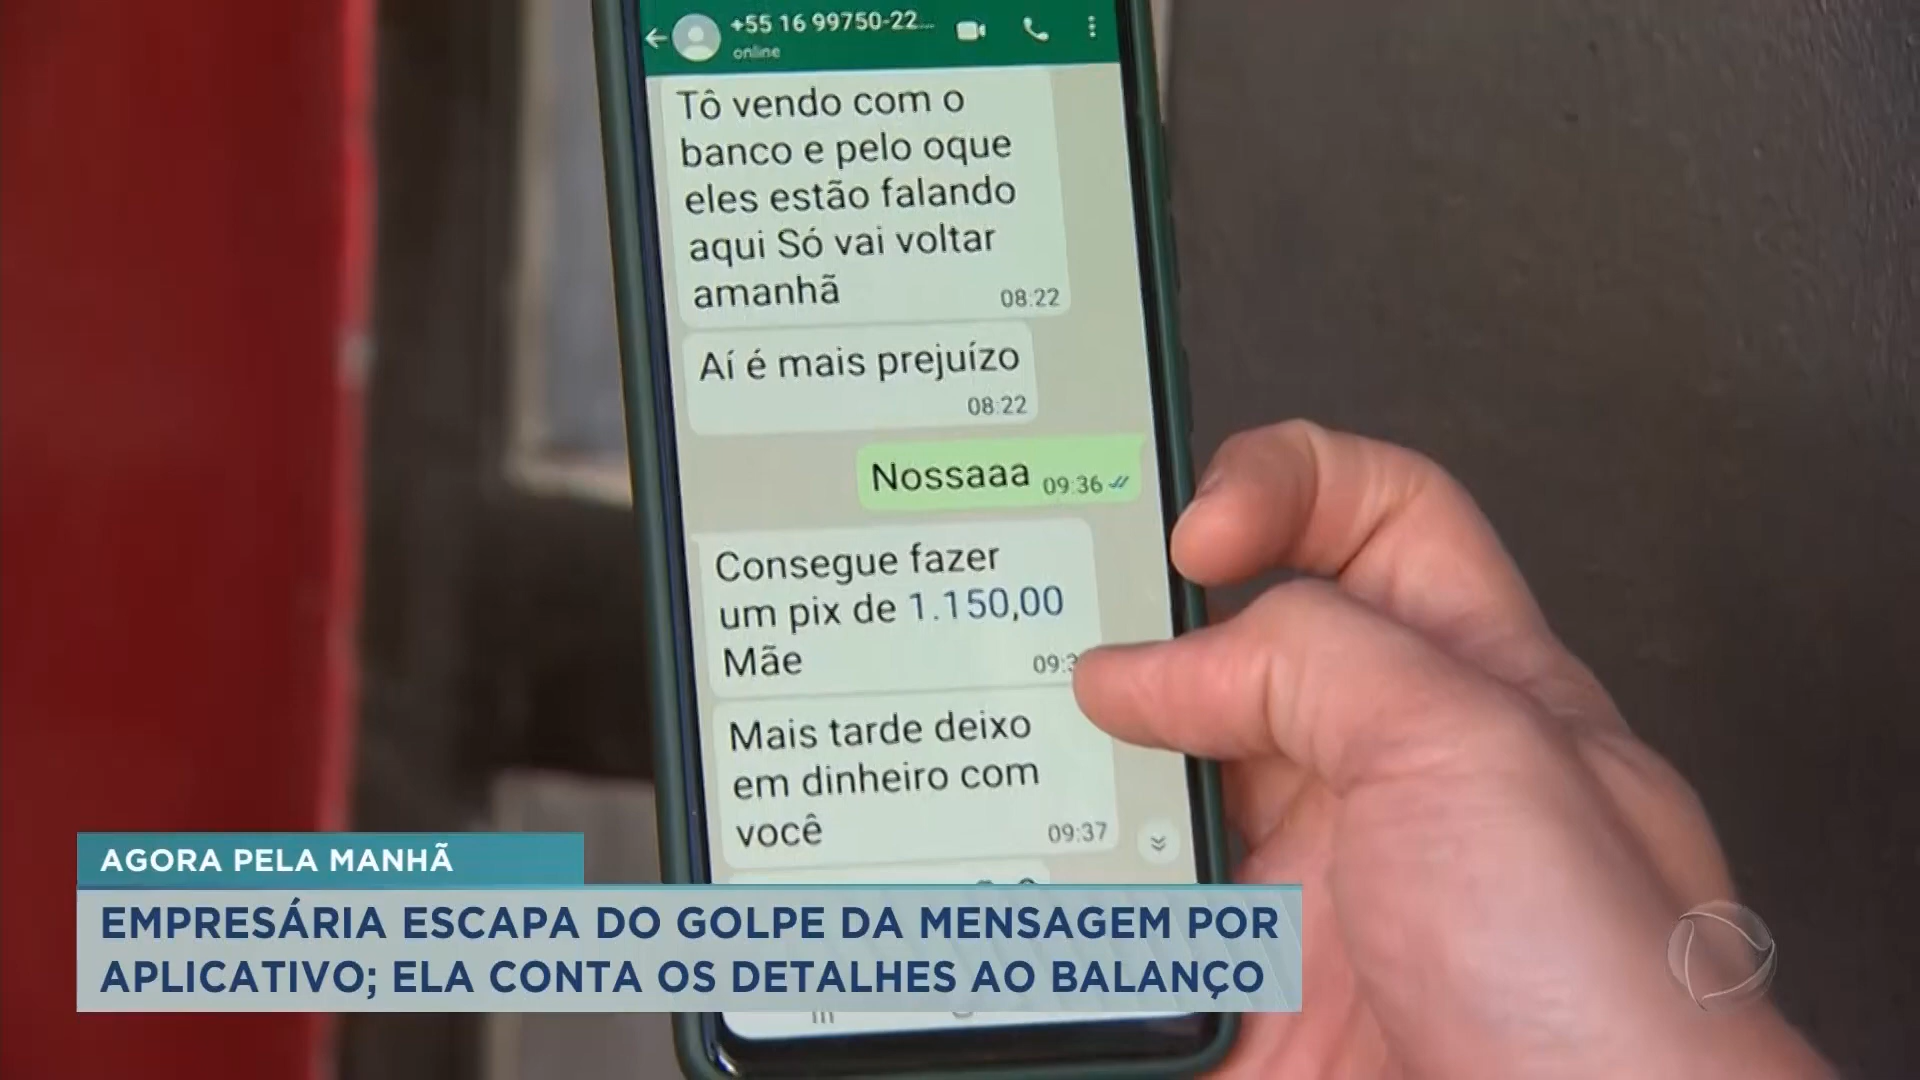 +55 16 99750-22...
online
Tô vendo com o
banco e pelo oque
eles estão falando
aqui Só vai voltar
amanhã
08:22
Aí é mais prejuízo
08:22
Nossaaa 09:36
Consegue fazer
um pix de 1.150,00
Mãe
Mais tarde deixo
em dinheiro com
você 09:37
AGORA PELA MANHÃ
EMPRESÁRIA ESCAPA DO GOLPE DA MENSAGEM POR
APLICATIVO; ELA CONTA OS DETALHES AO BALANÇO